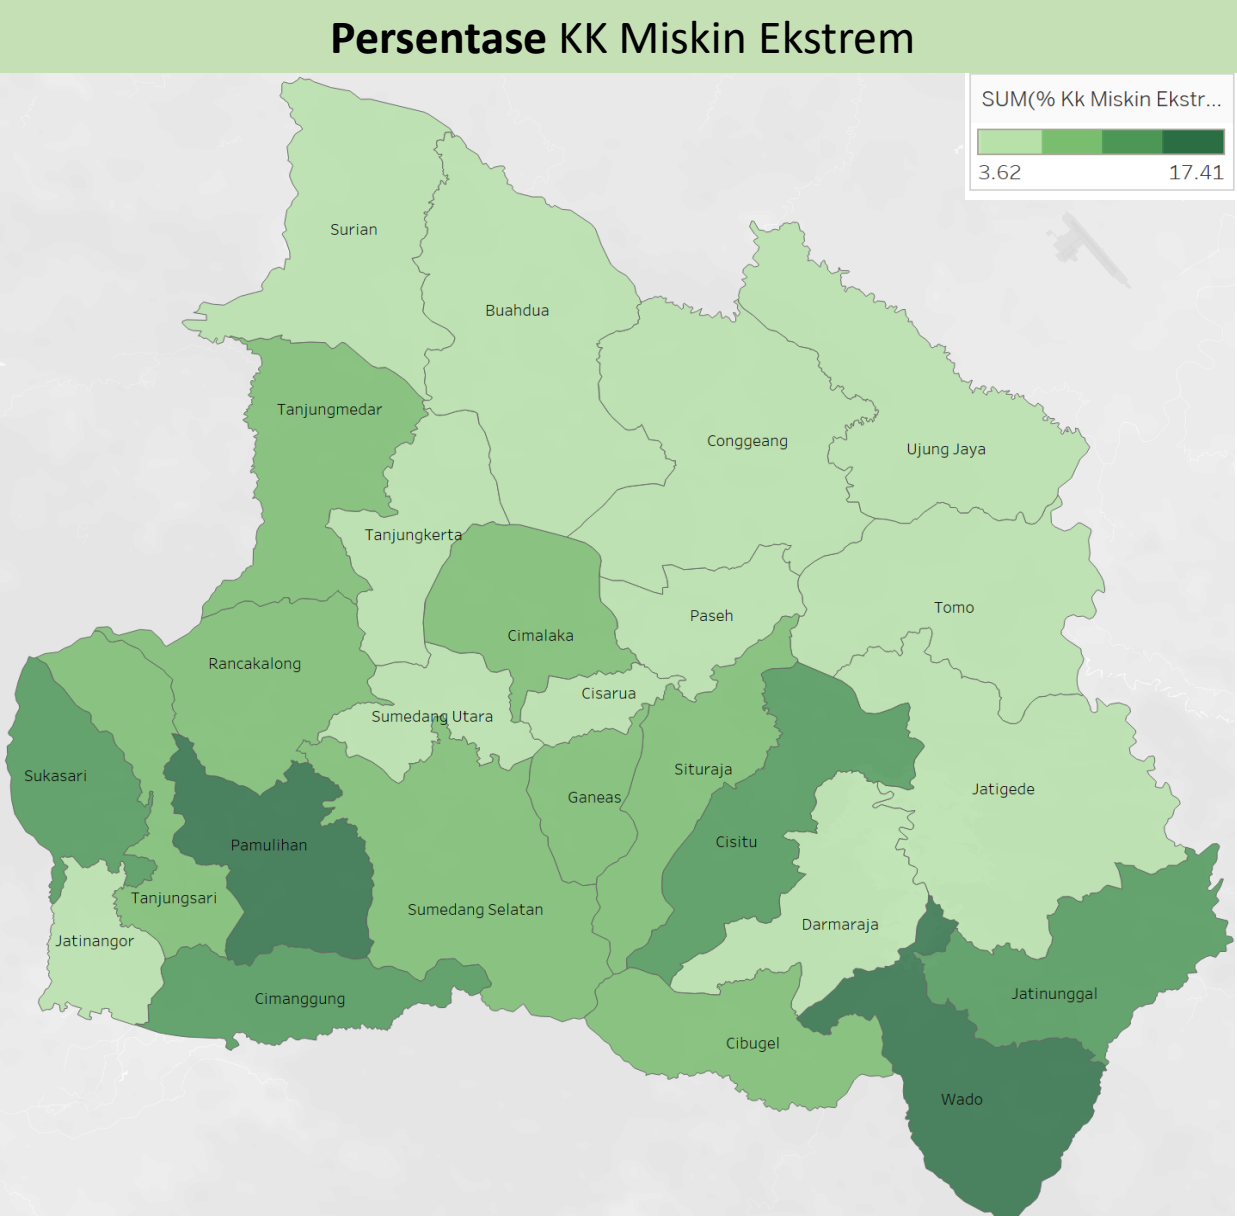 Persentase KK Miskin Ekstrem
SUM(% Kk Miskin Ekstr...
3.62 17.41
Surian
Buahdua
Tanjungmedar
Conggeang
Ujung Jaya
Tanjungkerta
Tomo
Paseh
Cimalaka
Rancakalong
Cisarua
Sumedang Utara
Situraja
Sukasari
Jatigede
Ganeas
Cisitu
Pamulihan
Tanjungsari
Sumedang Selatan
Darmaraja
Jatinangor
Jatinunggal
Cimanggung
Cibugel
Wado